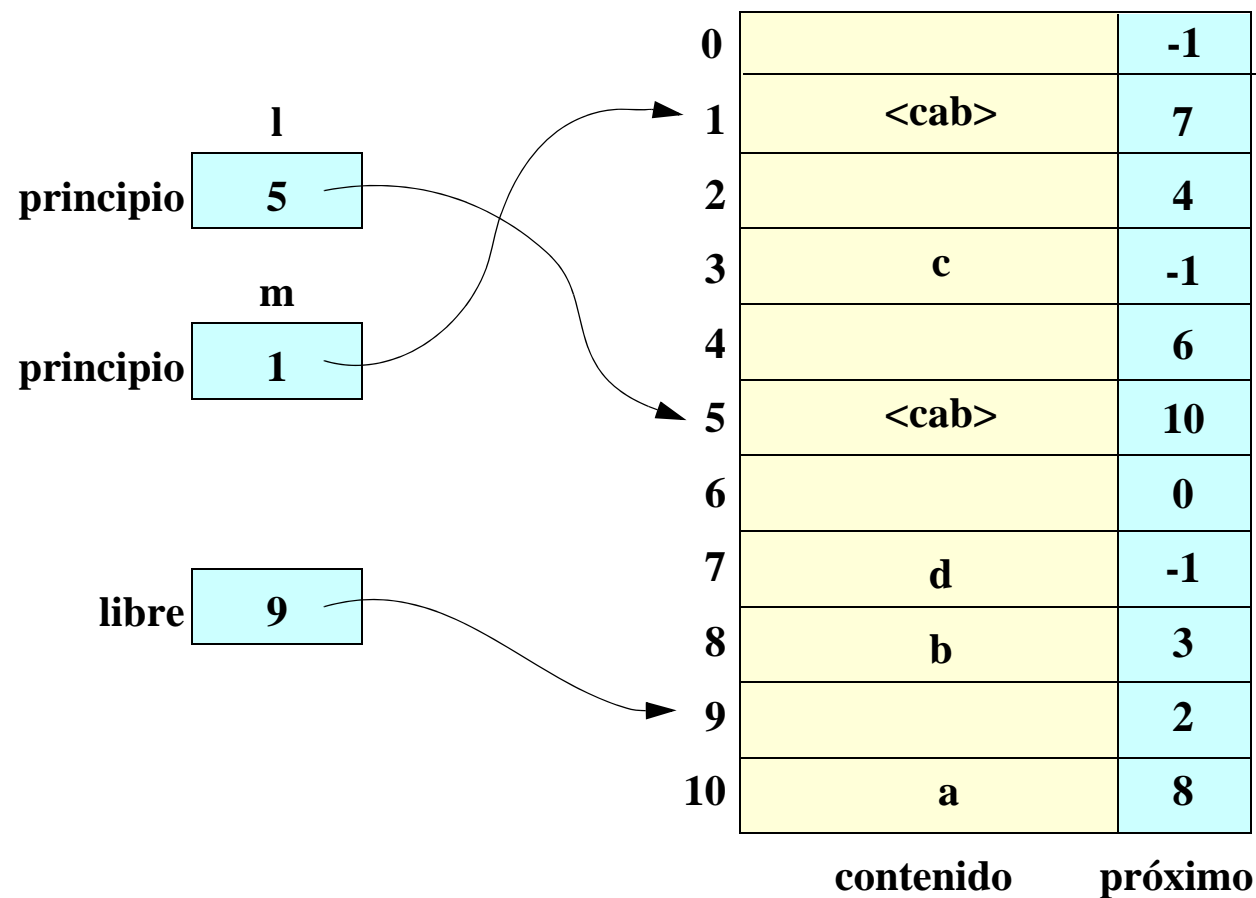 l
principio 5
m
principio 1
libre 9
0 -1
1 <cab> 7
2 4
3 c -1
4 6
5 <cab> 10
6 0
7 d -1
8 b 3
9 2
10 a 8
contenido próximo